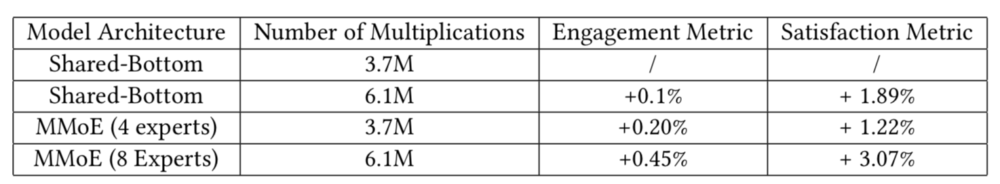 Model Architecture Number of Multiplications Engagement Metric Satisfaction Metric
Shared-Bottom 3.7M / /
Shared-Bottom 6.1M +0.1% + 1.89%
MMoE (4 experts) 3.7M +0.20% + 1.22%
MMoE (8 Experts) 6.1M +0.45% + 3.07%